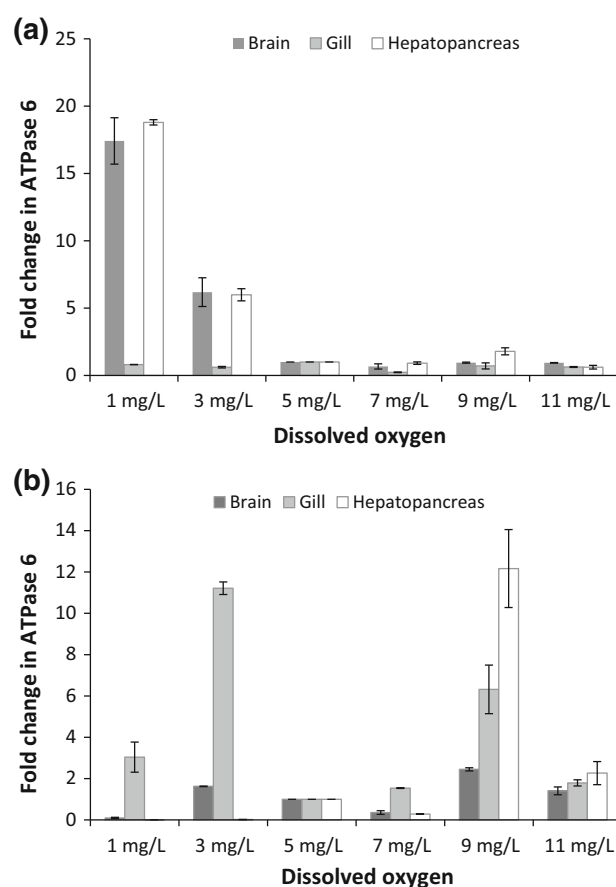 (a)
Brain Gill Hepatopancreas
25
20
15
10
5
0
Fold change in ATPase 6
1 mg/L 3 mg/L 5 mg/L 7 mg/L 9 mg/L 11 mg/L
Dissolved oxygen
(b)
Brain Gill Hepatopancreas
16
14
12
10
8
6
4
2
0
Fold change in ATPase 6
1 mg/L 3 mg/L 5 mg/L 7 mg/L 9 mg/L 11 mg/L
Dissolved oxygen